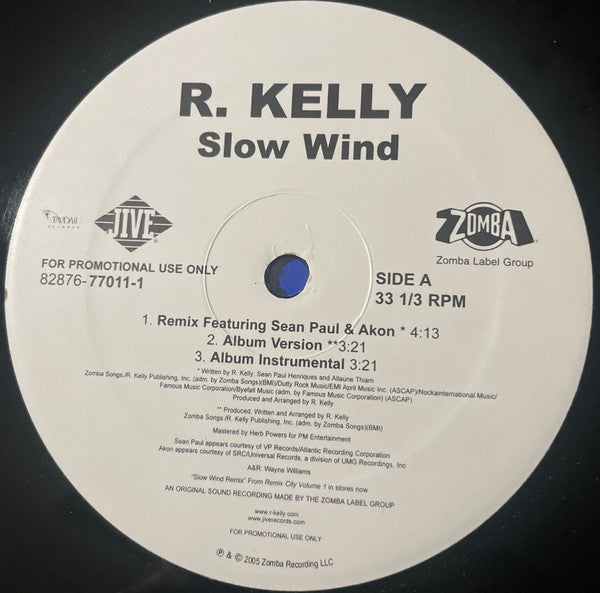 R. KELLY
Slow Wind
JIVE
ZOMBA
Zomba Label Group
FOR PROMOTIONAL USE ONLY
82876-77011-1
SIDE A
33 1/3 RPM
1. Remix Featuring Sean Paul & Akon * 4:13
2. Album Version **3:21
3. Album Instrumental 3:21
* Written by R. Kelly, Sean Paul Henriques and Aliaune Thiam
Zomba Songs./R. Kelly Publishing, Inc. (adm. by Zomba Songs)(BMI)/Dutty Rock Music/EMI April Music Inc. (ASCAP)/Nockainternational Music/
Famous Music Corporation/Byefall Music (adm. by Famous Music Corporation) (ASCAP)
Produced and Arranged by R. Kelly
** Produced, Written and Arranged by R. Kelly
Zomba Songs./R. Kelly Publishing, Inc. (adm. by Zomba Songs)(BMI)
Mastered by Herb Powers for PM Entertainment
Sean Paul appears courtesy of VP Records/Atlantic Recording Corporation
Akon appears courtesy of SRC/Universal Records, a division of UMG Recordings, Inc
A&R: Wayne Williams
"Slow Wind Remix" From Remix City Volume 1 in stores now
AN ORIGINAL SOUND RECORDING MADE BY THE ZOMBA LABEL GROUP
www.r-kelly.com
www.jiverecords.com
FOR PROMOTIONAL USE ONLY
℗ & © 2005 Zomba Recording LLC